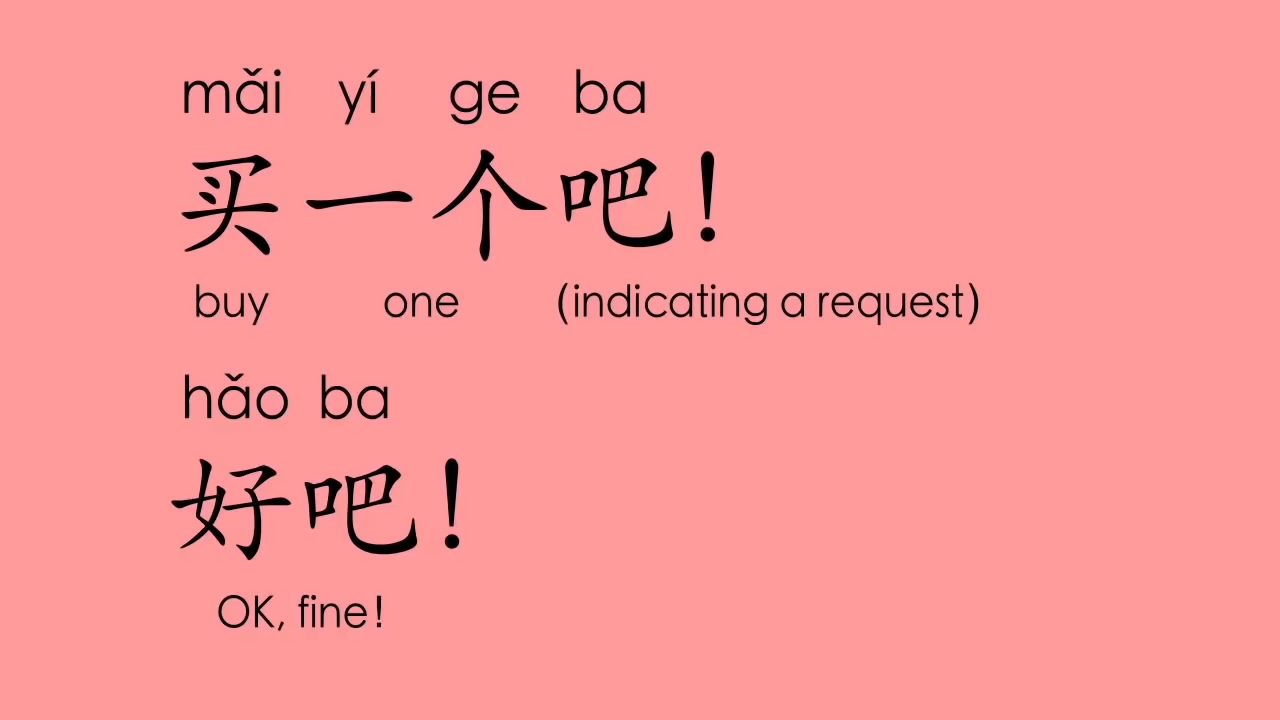 mǎi yí ge ba
买一个吧！
buy one (indicating a request)
hǎo ba
好吧！
OK, fine!